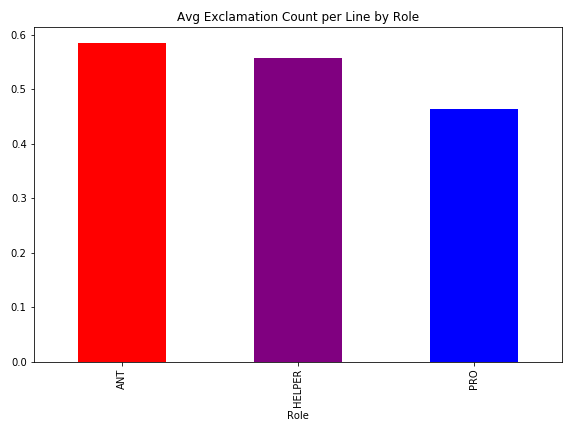 Avg Exclamation Count per Line by Role
0.6
0.5
0.4
0.3
0.2
0.1
0.0
ANT
HELPER
PRO
Role